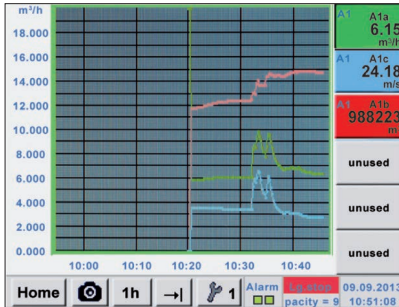 m³/h
18.000
16.000
14.000
12.000
10.000
8.000
6.000
4.000
2.000
0.000
10:00 10:10 10:20 10:30 10:40
A1 A1a
6.15
m³/h
A1 A1c
24.18
m/s
A1 A1b
988223
m
unused
unused
unused
Home 1h →| 1 Alarm Lg.stop 09.09.2013
pacity = 9 10:51:08